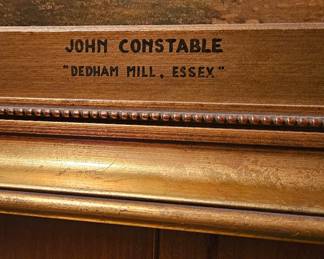 JOHN CONSTABLE
"DEDHAM MILL, ESSEX"